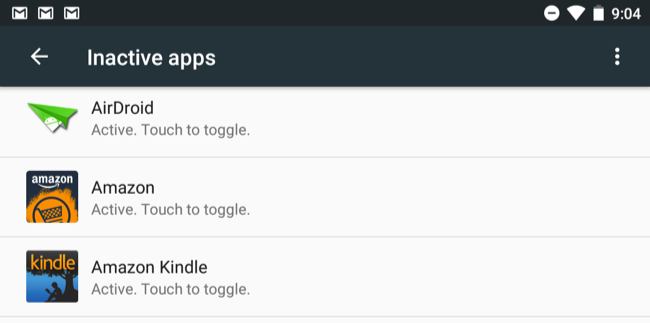 9:04
Inactive apps
AirDroid
Active. Touch to toggle.
amazon
Amazon
Active. Touch to toggle.
kindle
Amazon Kindle
Active. Touch to toggle.